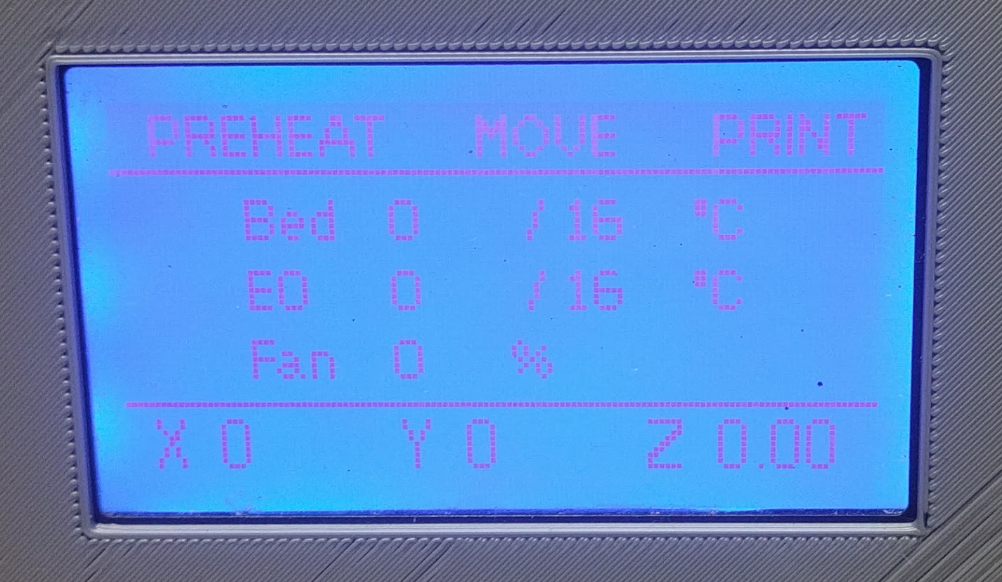 PREHEAT MOVE PRINT
Bed 0 /16 °C
E0 0 /16 °C
Fan 0 %
X 0 Y 0 Z 0.00